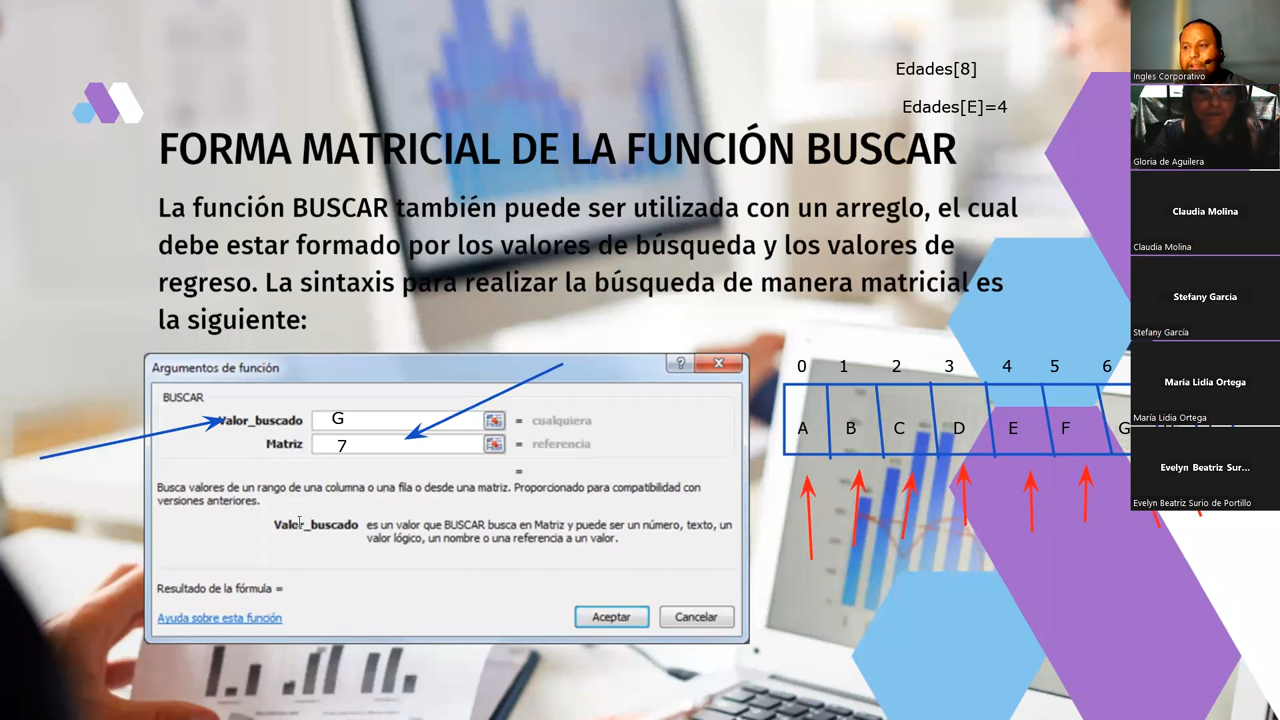 Edades[8]
Edades[E]=4
FORMA MATRICIAL DE LA FUNCIÓN BUSCAR
La función BUSCAR también puede ser utilizada con un arreglo, el cual
debe estar formado por los valores de búsqueda y los valores de
regreso. La sintaxis para realizar la búsqueda de manera matricial es
la siguiente:
Argumentos de función
?
BUSCAR
Valor_buscado G = cualquiera
Matriz 7 = referencia
=
Busca valores de un rango de una columna o una fila o desde una matriz. Proporcionado para compatibilidad con
versiones anteriores.
Valor_buscado es un valor que BUSCAR busca en Matriz y puede ser un número, texto, un
valor lógico, un nombre o una referencia a un valor.
Resultado de la fórmula =
Ayuda sobre esta función
Aceptar
Cancelar
0 1 2 3 4 5 6
A B C D E F G
Ingles Corporativo
Gloria de Aguilera
Claudia Molina
Claudia Molina
Stefany García
Stefany García
María Lidia Ortega
María Lidia Ortega
Evelyn Beatriz Sur...
Evelyn Beatriz Surio de Portillo